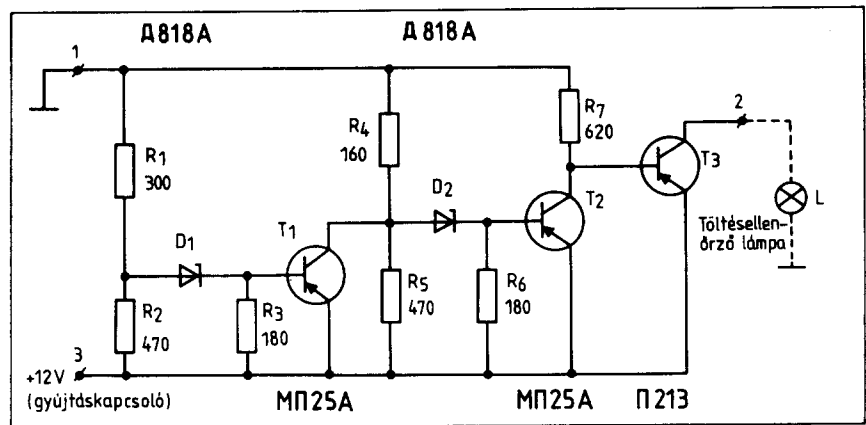 Д818А
Д818А
1
R1
300
R4
160
R7
620
2
T3
D1
T1
D2
T2
L
Töltésellen-
őrző lámpa
R2
470
R3
180
R5
470
R6
180
3
+12V
(gyújtáskapcsoló)
МП25А
МП25А
П213